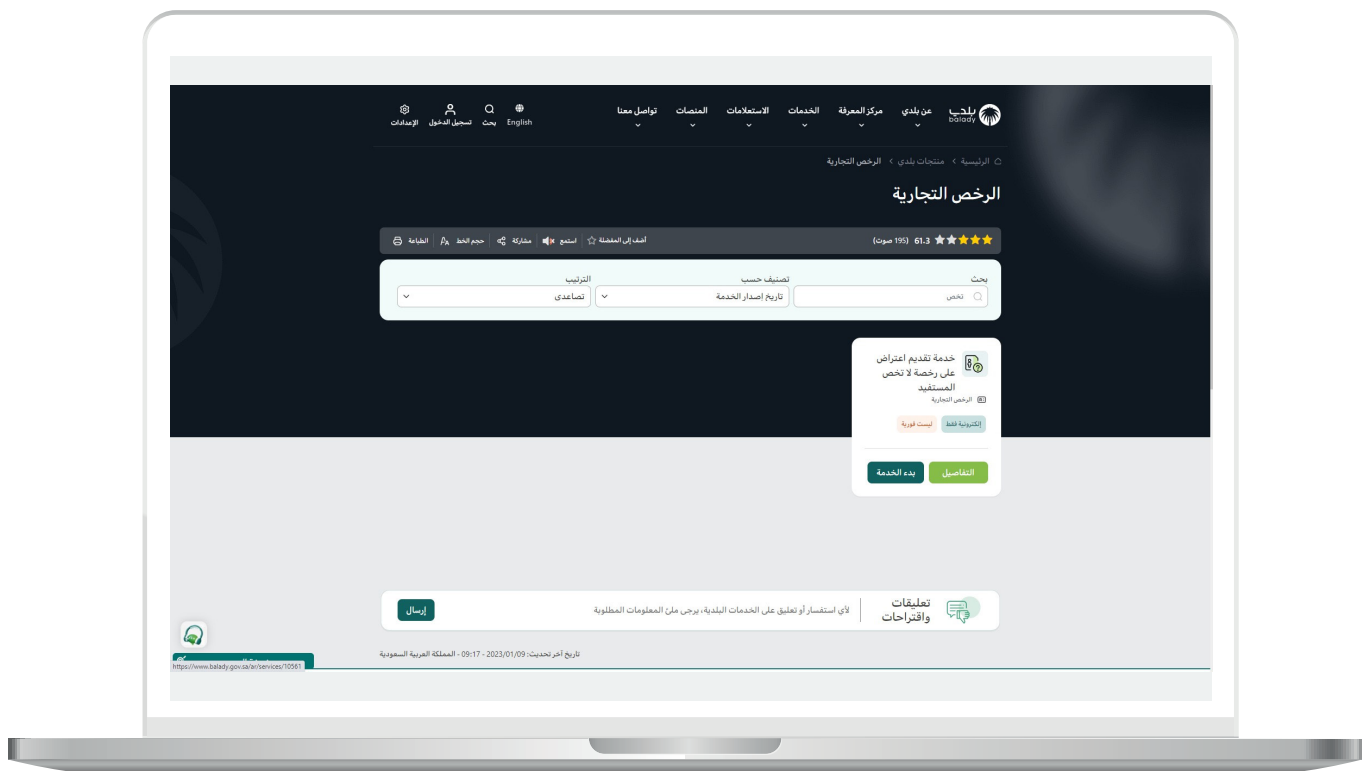 بلدي
balady
عن بلدي
مركز المعرفة
الخدمات
الاستعلامات
المنصات
تواصل معنا
English
بحث
تسجيل الدخول
الإعدادات
الرئيسية › منتجات بلدي › الرخص التجارية
الرخص التجارية
61.3 (195 صوت)
أضف إلى المفضلة
استمع
مشاركة
حجم الخط
الطباعة
بحث
تصنيف حسب
الترتيب
تخص
تاريخ إصدار الخدمة
تصاعدي
خدمة تقديم اعتراض
على رخصة لا تخص
المستفيد
الرخص التجارية
إلكترونية فقط
ليست فورية
التفاصيل
بدء الخدمة
تعليقات
واقتراحات
لأي استفسار أو تعليق على الخدمات البلدية، يرجى ملئ المعلومات المطلوبة
إرسال
تاريخ آخر تحديث: 2023/01/09 - 09:17 - المملكة العربية السعودية
https://www.balady.gov.sa/ar/services/10561